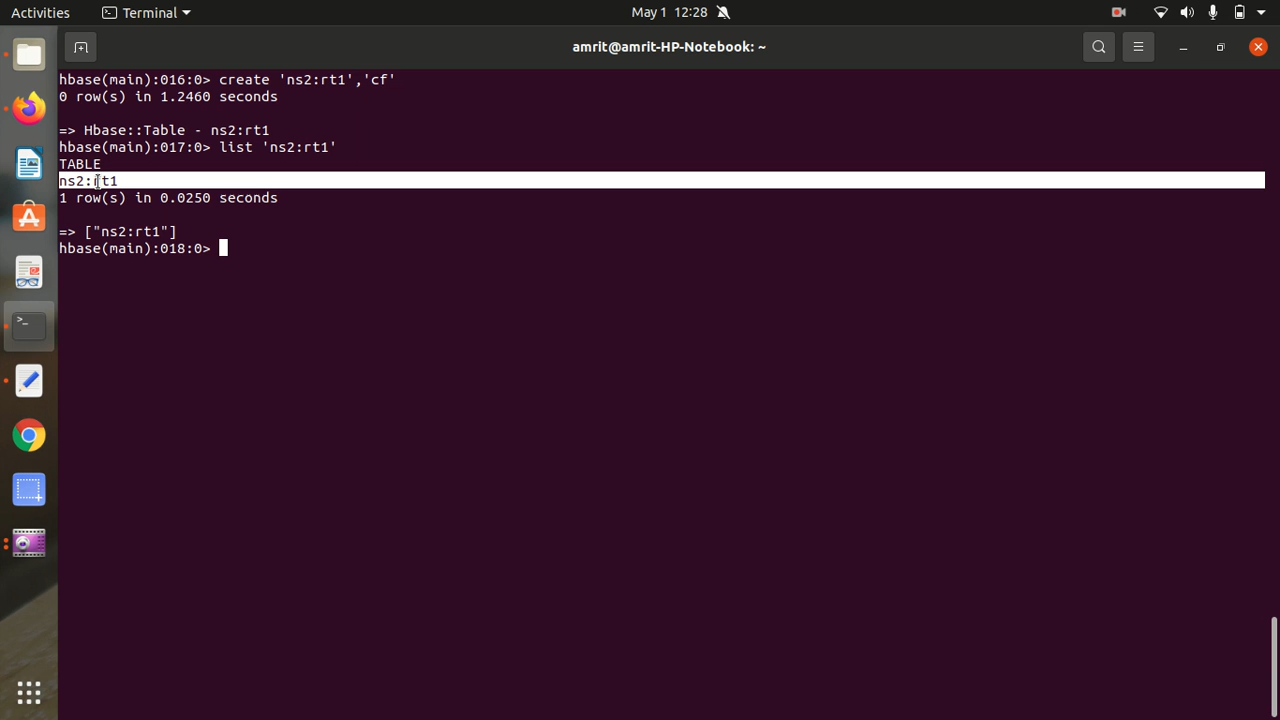 Activities
Terminal
May 1 12:28
amrit@amrit-HP-Notebook: ~
hbase(main):016:0> create 'ns2:rt1','cf'
0 row(s) in 1.2460 seconds
=> Hbase::Table - ns2:rt1
hbase(main):017:0> list 'ns2:rt1'
TABLE
ns2:rt1
1 row(s) in 0.0250 seconds
=> ["ns2:rt1"]
hbase(main):018:0>